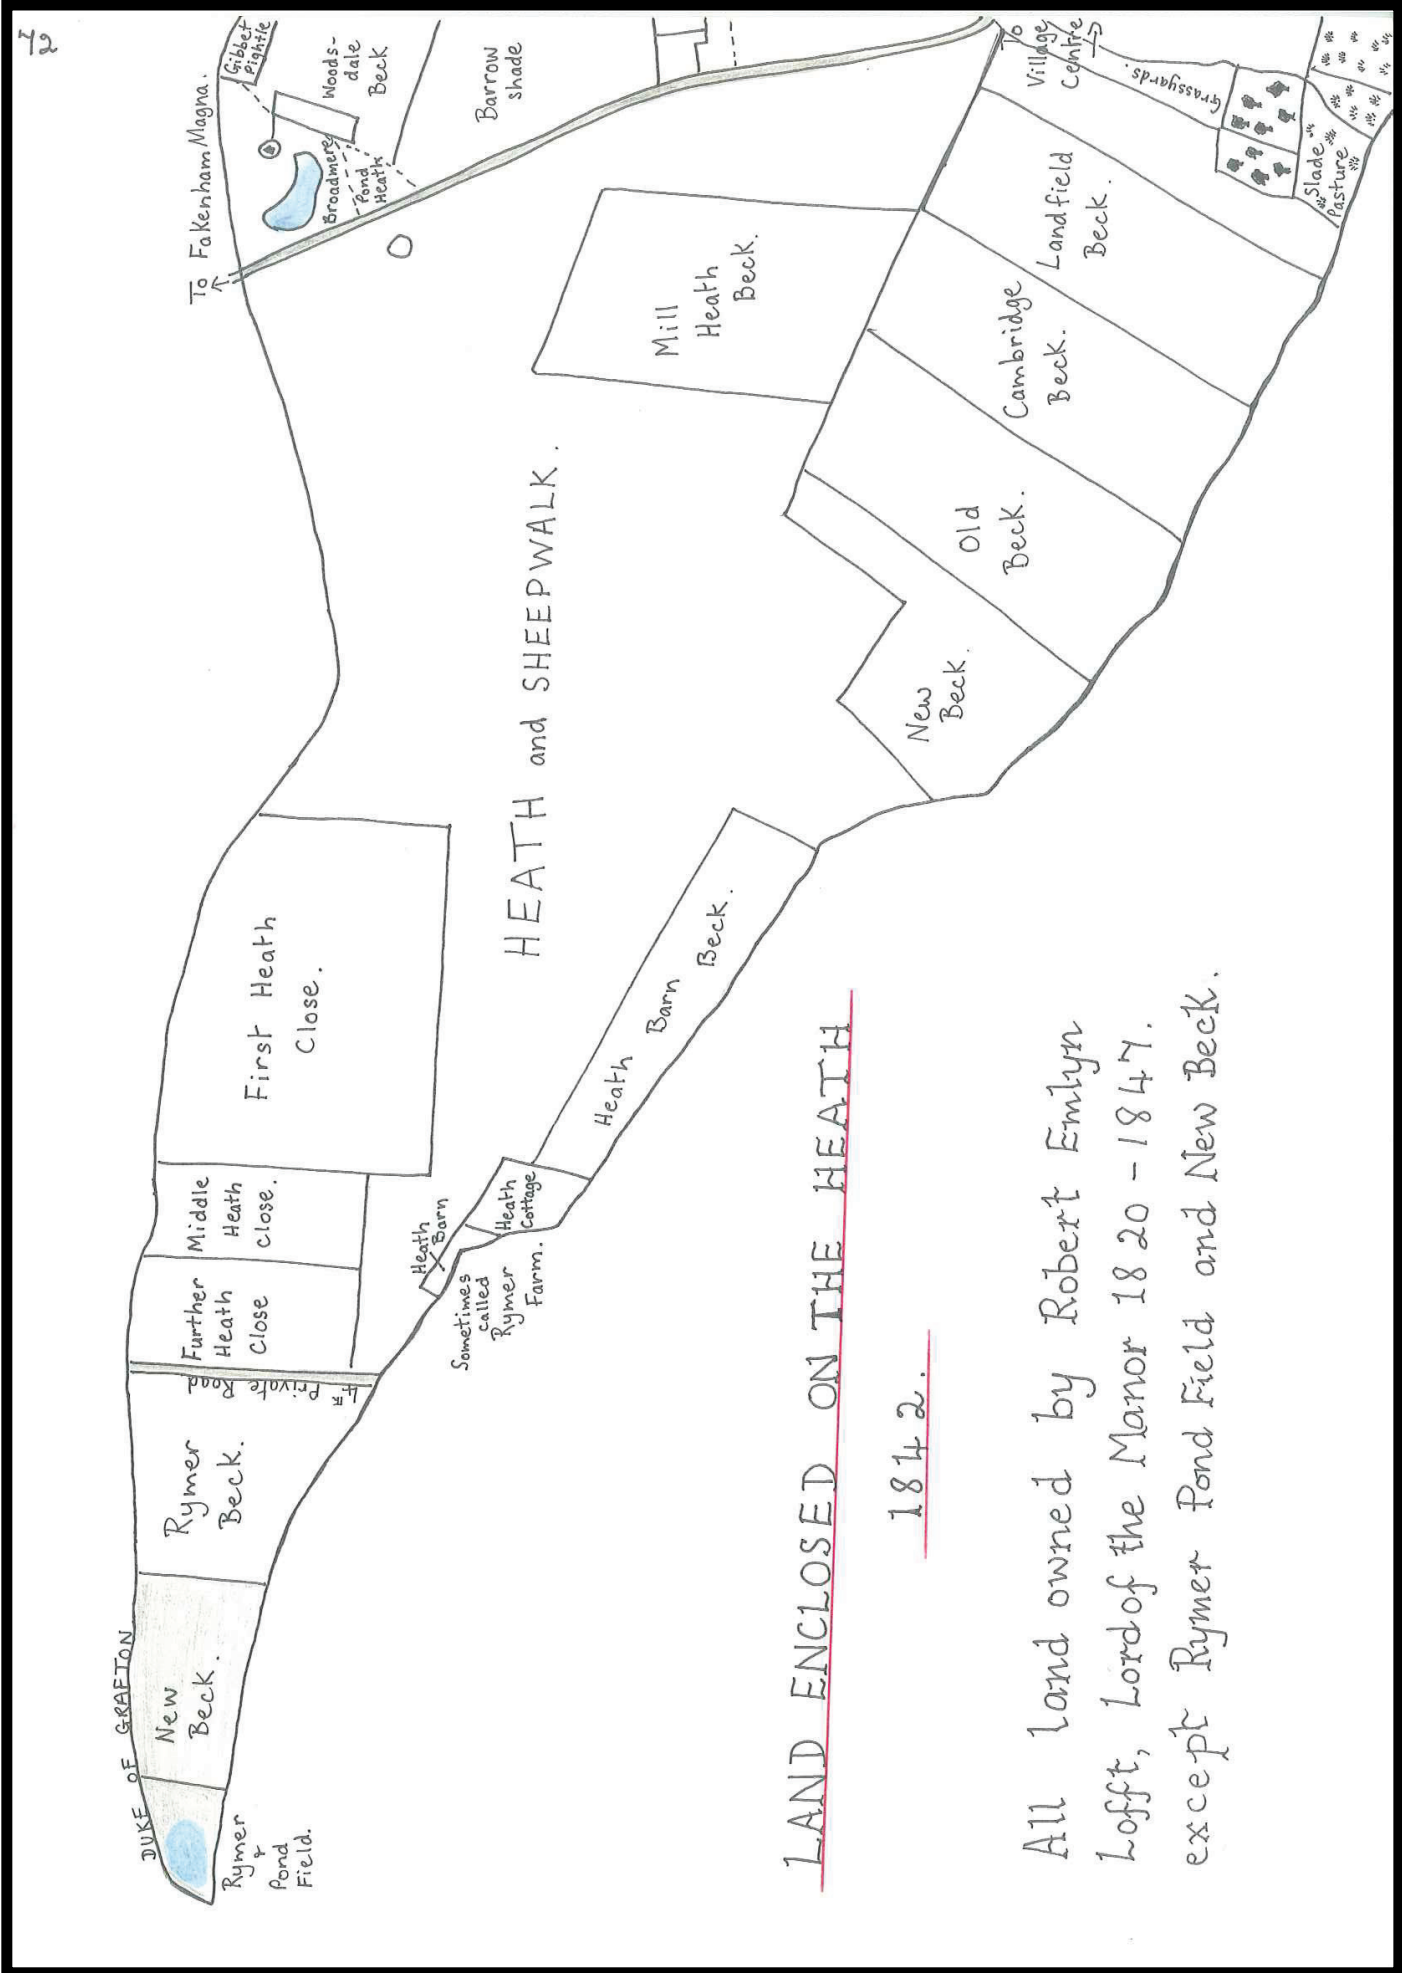 72
To Fakenham Magna.
Gibbet
Pightle
Woods-
dale
Beck
Broadmere
Pond
Heath
Barrow
shade
To
Village
Centre
Grassyards.
Slade
Pasture
Landfield
Beck.
Cambridge
Beck.
Old
Beck.
New
Beck.
Mill
Heath
Beck.
HEATH and SHEEPWALK.
First Heath
Close.
Middle
Heath
Close.
Further
Heath
Close
Private
Road
Heath Barn Beck.
Heath
Cottage
Heath
Barn
Sometimes
called
Rymer
Farm.
Rymer
Beck.
New
Beck.
DUKE OF GRAFTON
Rymer
+
Pond
Field.
LAND ENCLOSED ON THE HEATH
1842.
All land owned by Robert Emlyn
Lofft, Lord of the Manor 1820-1847.
except Rymer Pond Field and New Beck.